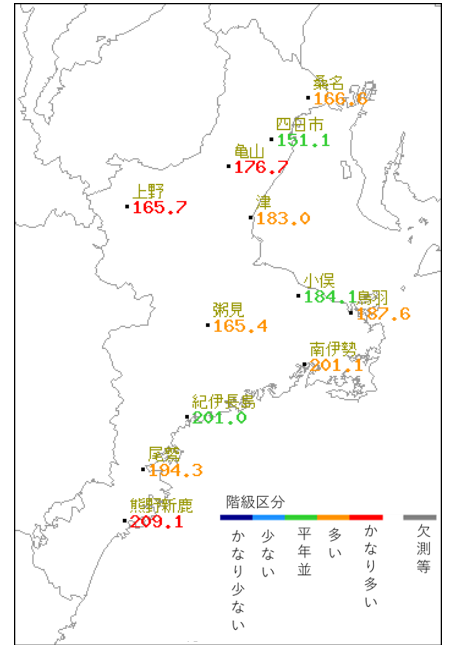 桑名
166.6
四日市
151.1
亀山
176.7
上野
165.7
津
183.0
小俣
184.1
鳥羽
187.6
粥見
165.4
南伊勢
201.1
紀伊長島
201.0
尾鷲
194.3
熊野新鹿
209.1
階級区分
かなり少ない
少ない
平年並
多い
かなり多い
欠測等